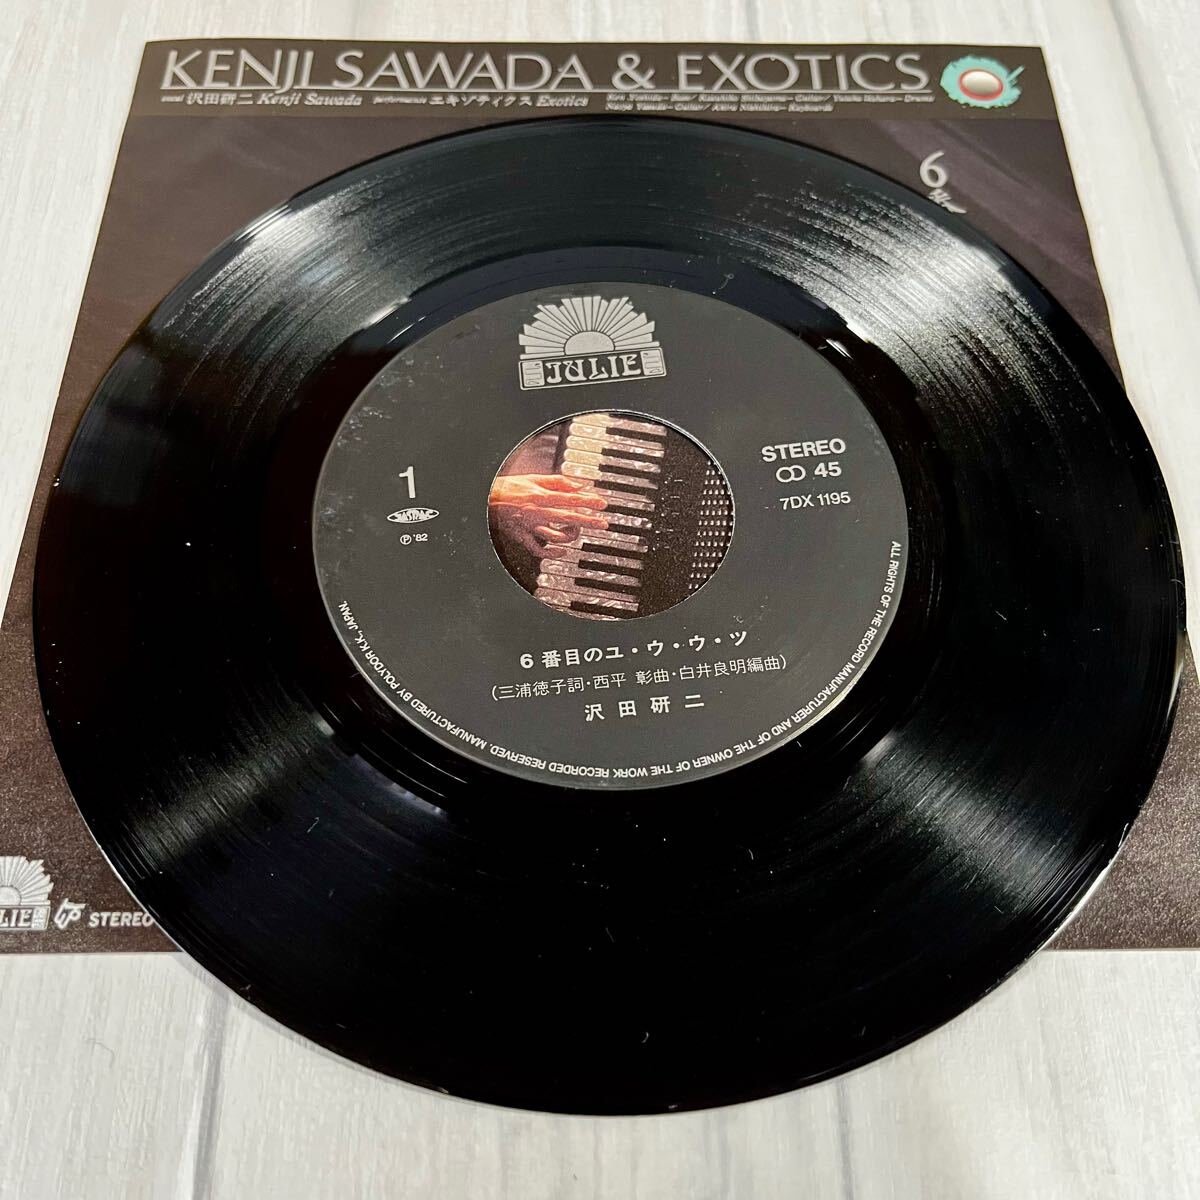 KENJI SAWADA & EXOTICS
vocal 沢田研二 Kenji Sawada performance エキゾティクス Exotics
6
JULIE
STEREO
45
7DX 1195
1
Ⓟ '82
6番目のユ・ウ・ウ・ツ
(三浦徳子詞・西平 彰曲・白井良明編曲)
沢田研二
ALL RIGHTS OF THE RECORD MANUFACTURER AND OF THE OWNER OF THE WORK RECORDED RESERVED. MANUFACTURED BY POLYDOR K.K., JAPAN.
STEREO